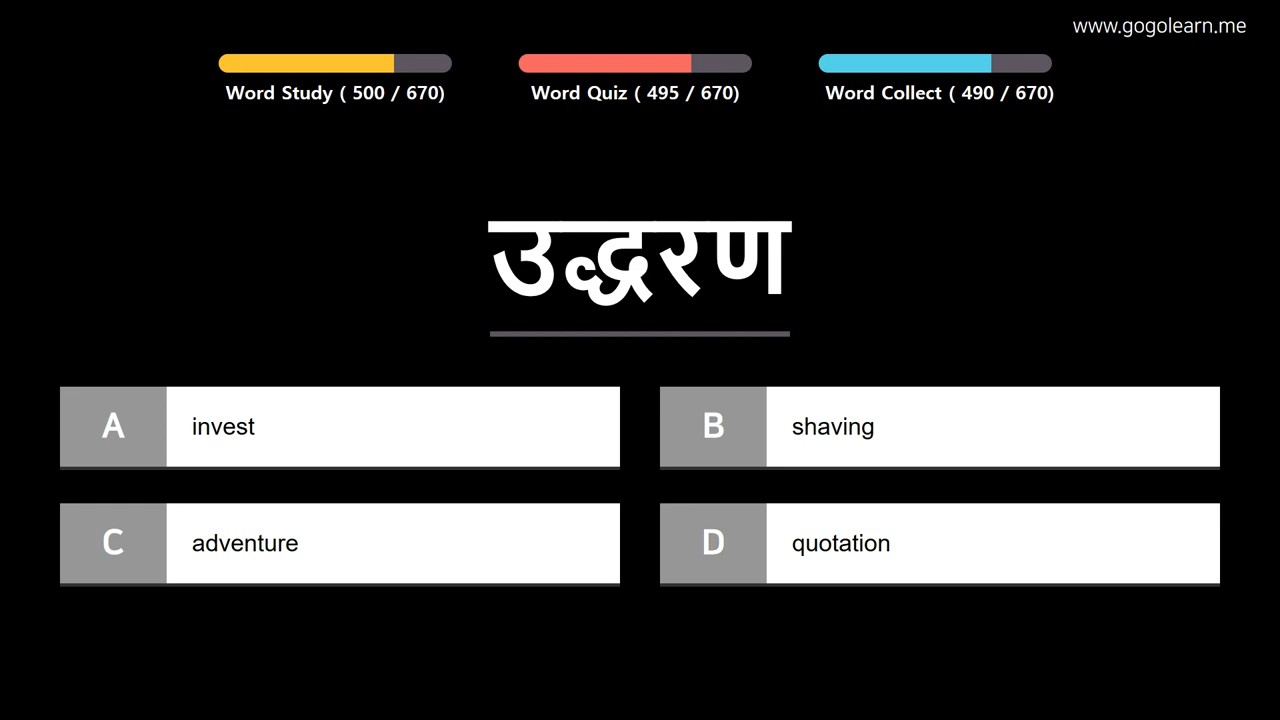 www.gogolearn.me
Word Study ( 500 / 670)
Word Quiz ( 495 / 670)
Word Collect ( 490 / 670)
उद्धरण
A invest
B shaving
C adventure
D quotation